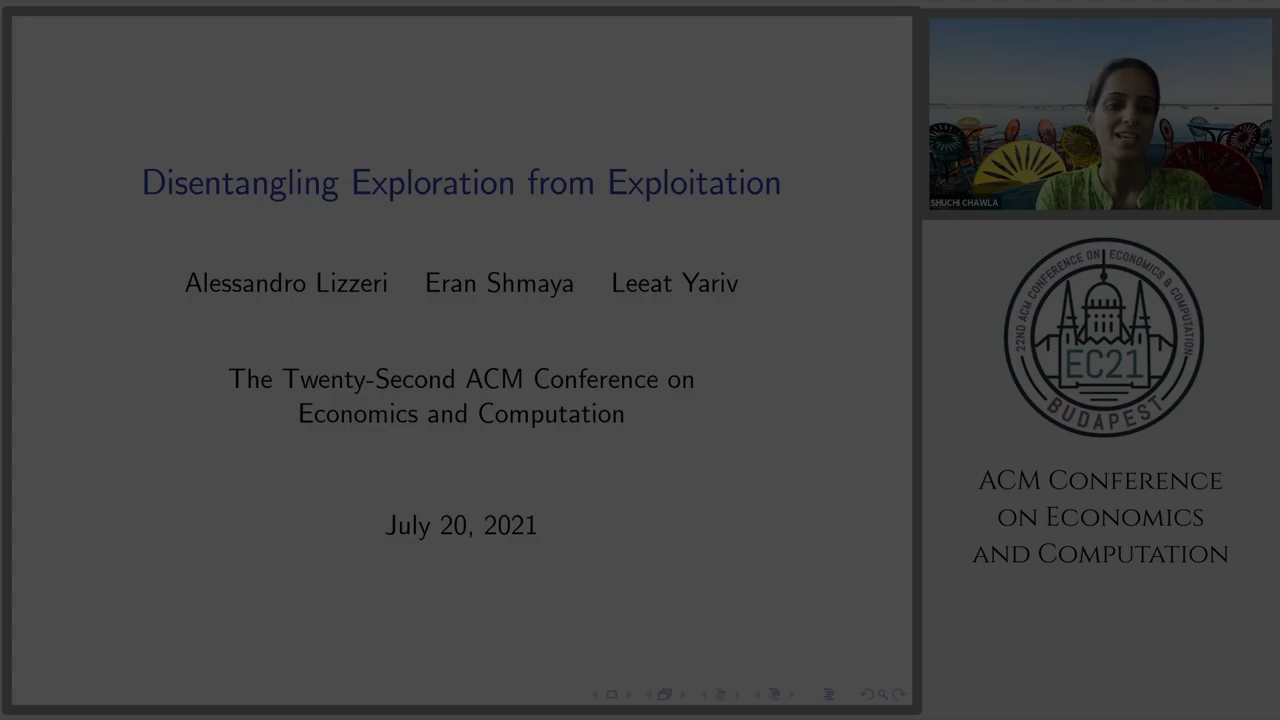 Disentangling Exploration from Exploitation
Alessandro Lizzeri Eran Shmaya Leeat Yariv
The Twenty-Second ACM Conference on
Economics and Computation
July 20, 2021
SHUCHI CHAWLA
22ND ACM CONFERENCE ON ECONOMICS & COMPUTATION
EC21
BUDAPEST
ACM CONFERENCE
ON ECONOMICS
AND COMPUTATION